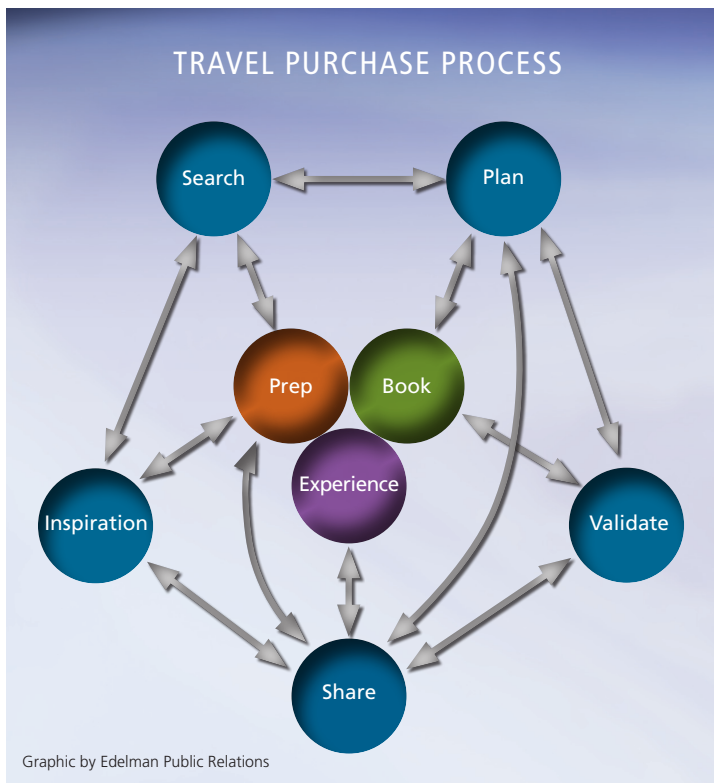 TRAVEL PURCHASE PROCESS
Search
Plan
Prep
Book
Experience
Inspiration
Validate
Share
Graphic by Edelman Public Relations